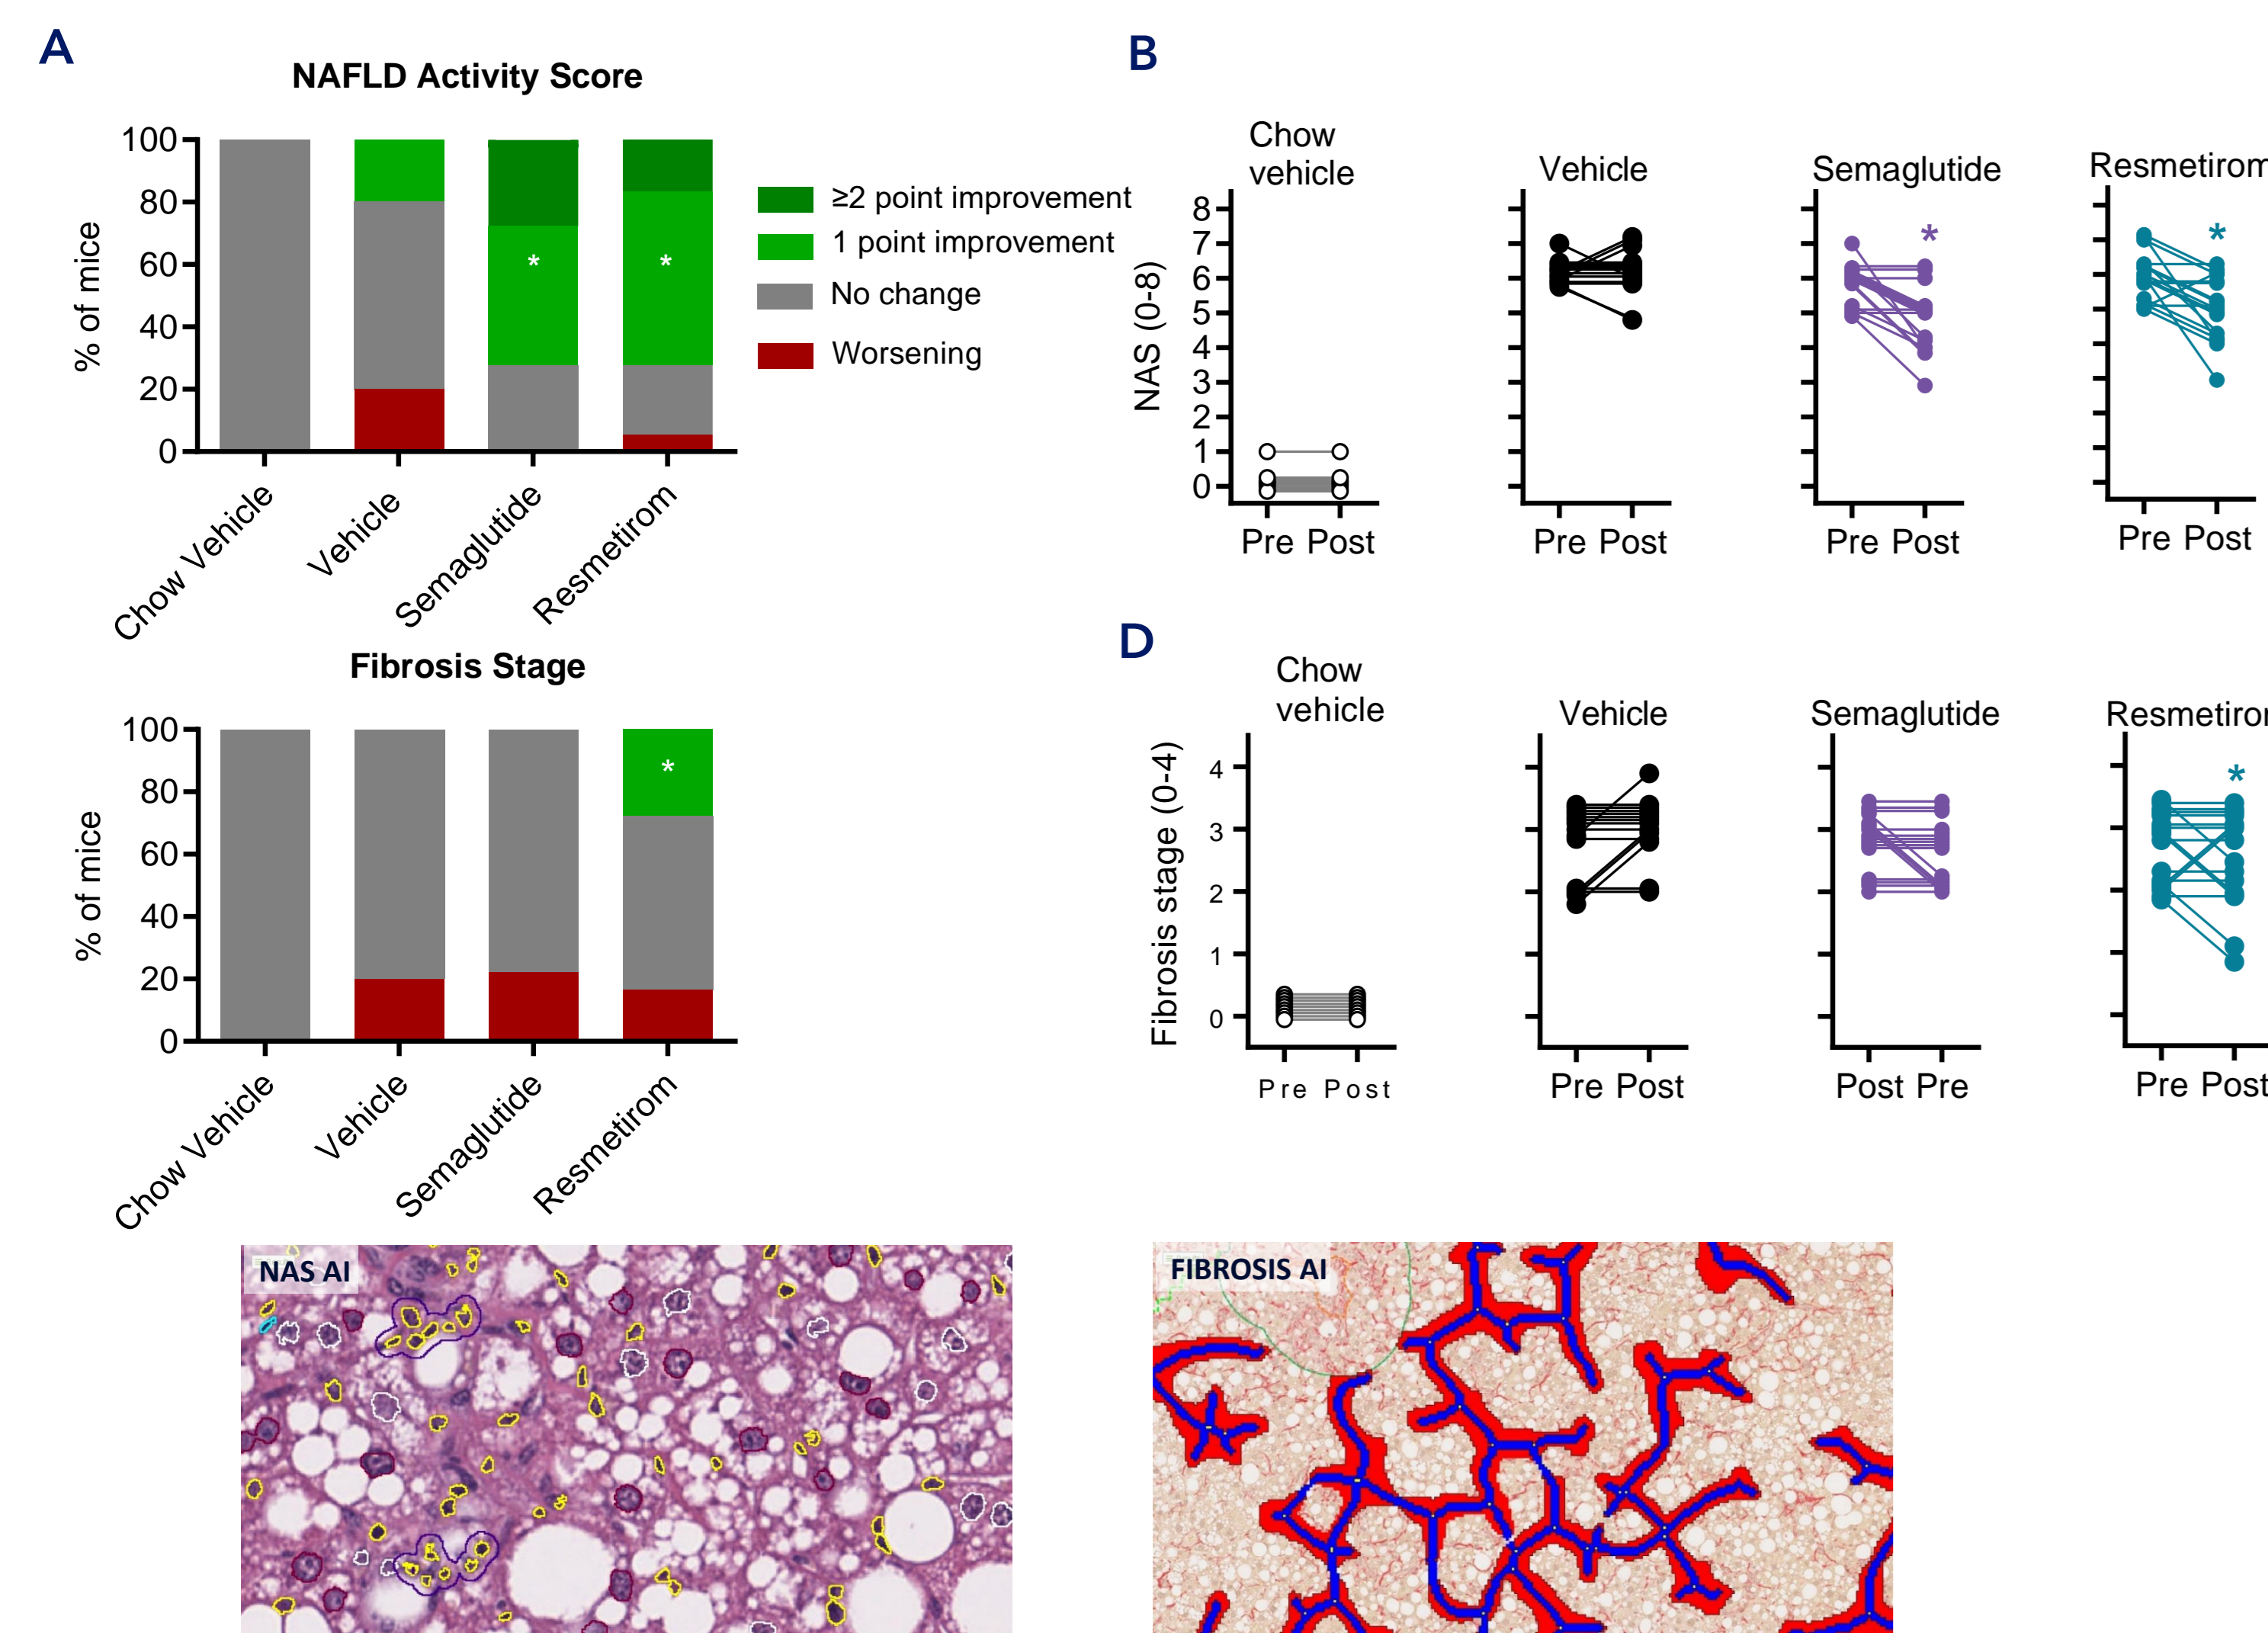 A
NAFLD Activity Score
% of mice
100
80
60
40
20
0
Chow Vehicle
Vehicle
Semaglutide
Resmetirom
*
*
≥2 point improvement
1 point improvement
No change
Worsening
B
NAS (0-8)
8
7
6
5
4
3
2
1
0
Chow
vehicle
Pre Post
Vehicle
Pre Post
Semaglutide
*
Pre Post
Resmetirom
*
Pre Post
Fibrosis Stage
% of mice
100
80
60
40
20
0
*
Chow Vehicle
Vehicle
Semaglutide
Resmetirom
D
Fibrosis stage (0-4)
4
3
2
1
0
Chow
vehicle
Pre Post
Vehicle
Pre Post
Semaglutide
Post Pre
Resmetiro
*
Pre Post
NAS AI
FIBROSIS AI